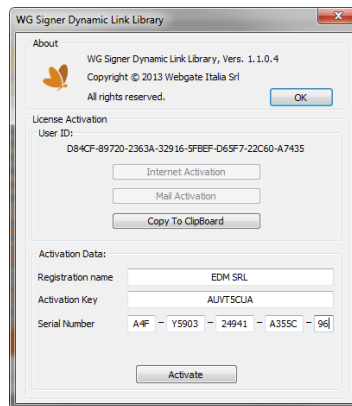 WG Signer Dynamic Link Library
About
WG Signer Dynamic Link Library, Vers. 1.1.0.4
Copyright © 2013 Webgate Italia Srl
All rights reserved.
OK
License Activation
User ID:
D84CF-89720-2363A-32916-5FBEF-D65F7-22C60-A7435
Internet Activation
Mail Activation
Copy To ClipBoard
Activation Data:
Registration name EDM SRL
Activation Key AUVT5CUA
Serial Number A4F - Y5903 - 24941 - A355C - 96
Activate